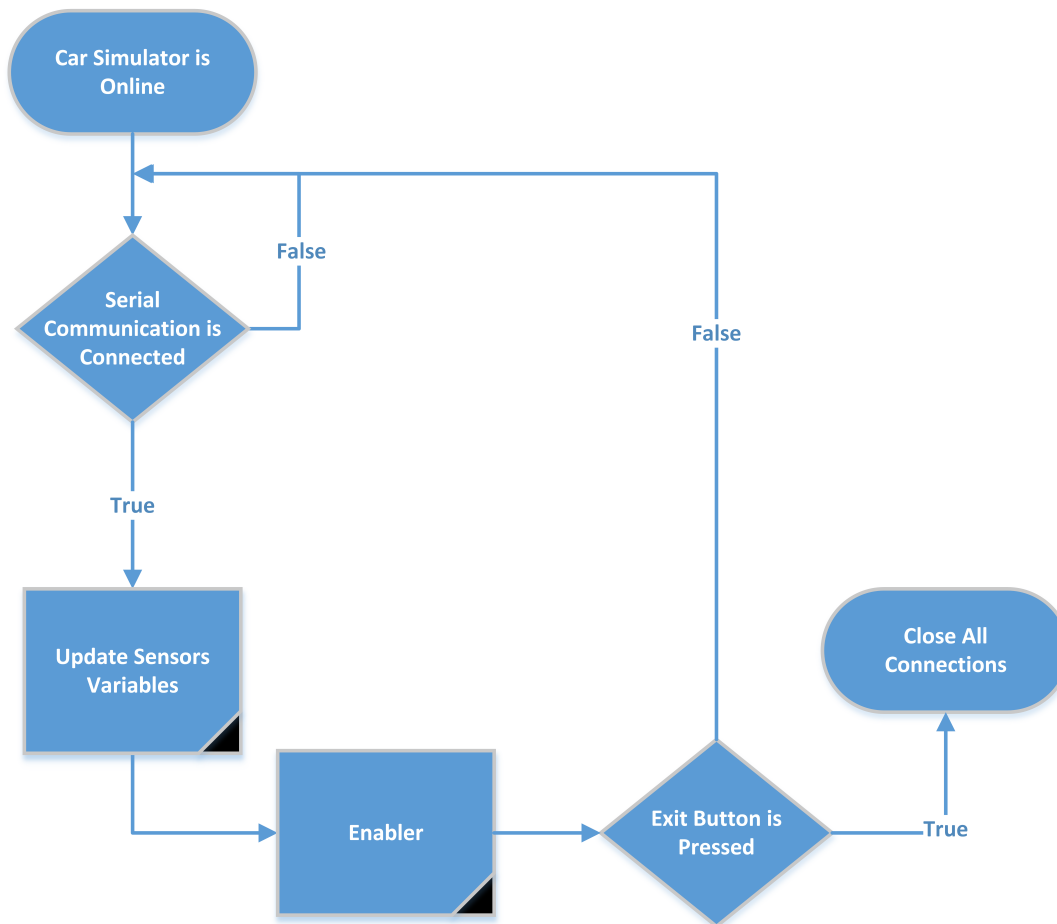 Car Simulator is
Online
False
Serial
Communication is
Connected
False
True
Update Sensors
Variables
Close All
Connections
Enabler
Exit Button is
Pressed
True